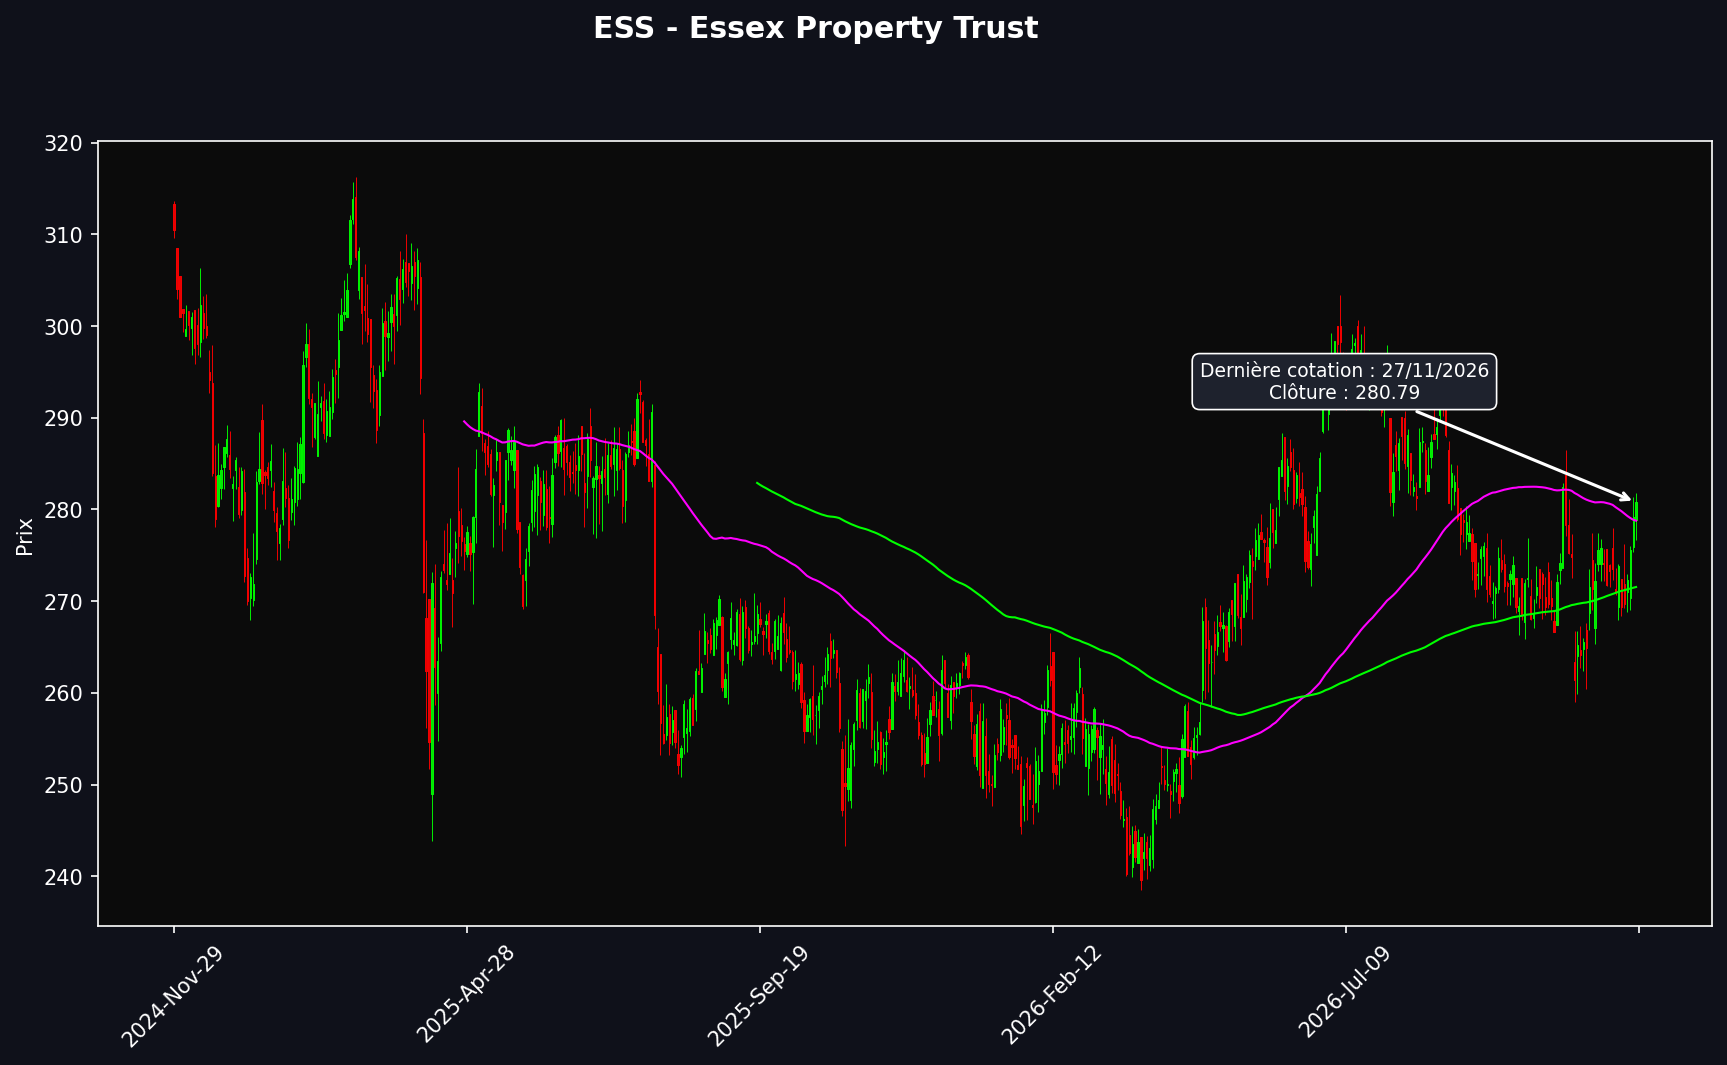 ESS - Essex Property Trust
320
310
300
290
280
270
260
250
240
Prix
Dernière cotation : 27/11/2026
Clôture : 280.79
2024-Nov-29
2025-Apr-28
2025-Sep-19
2026-Feb-12
2026-Jul-09